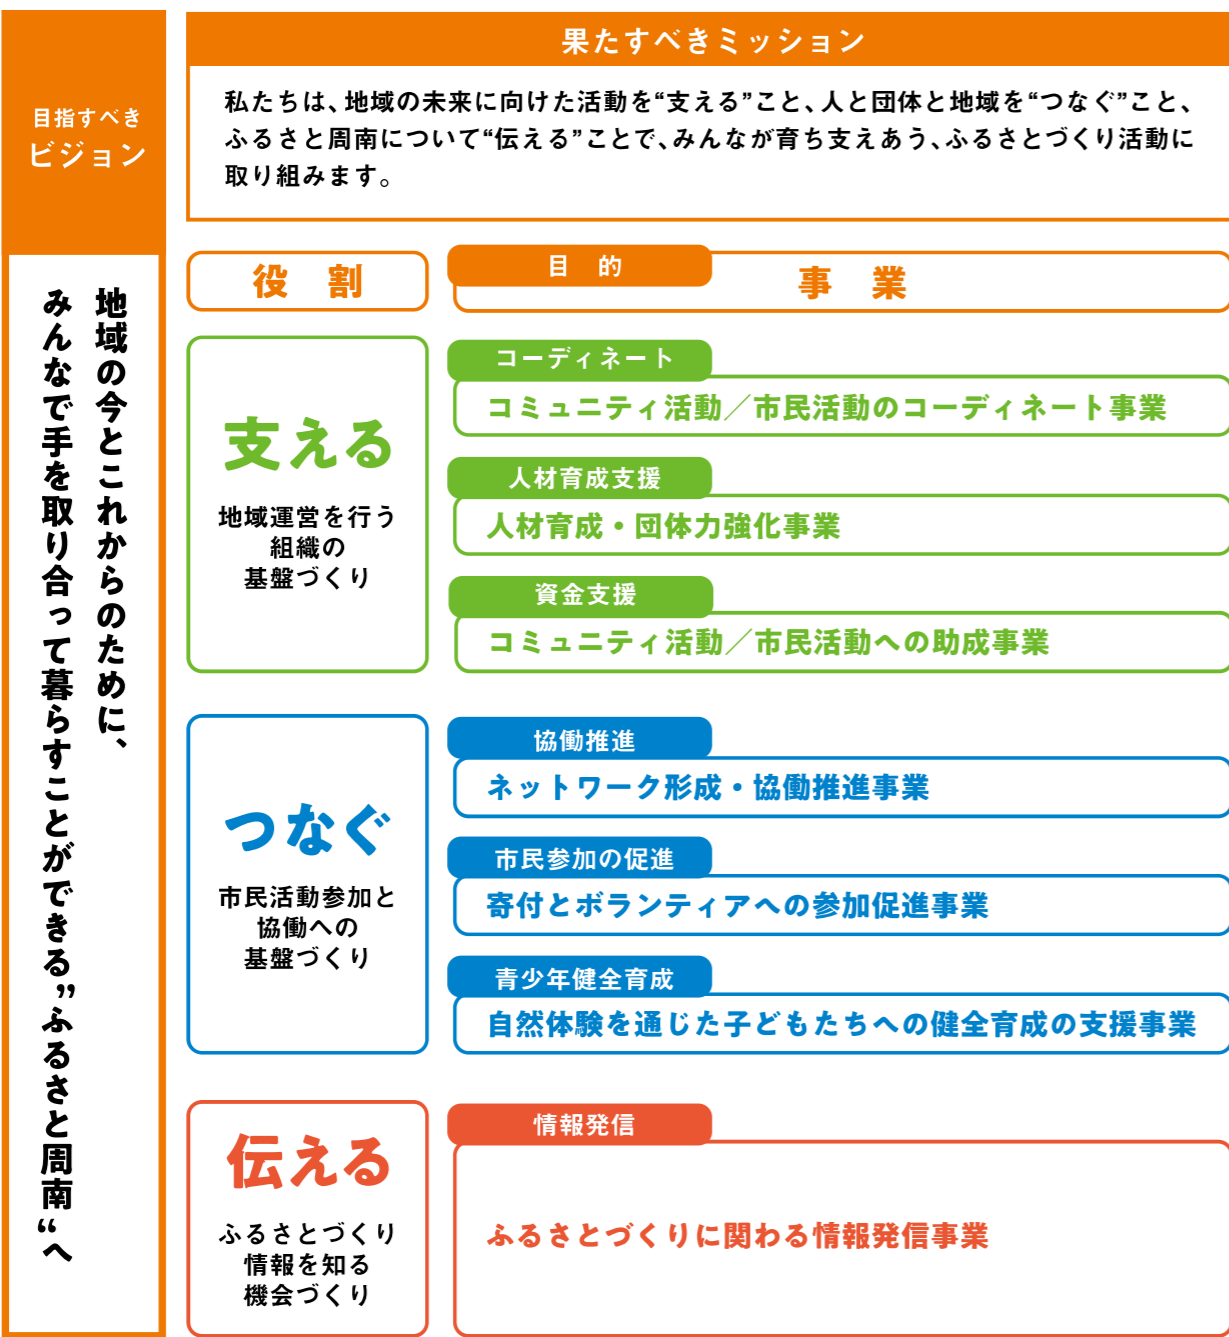 目指すべき
ビジョン
地域の今とこれからのために、
みんなで手を取り合って暮らすことができる”ふるさと周南“へ
果たすべきミッション
私たちは、地域の未来に向けた活動を“支える”こと、人と団体と地域を“つなぐ”こと、
ふるさと周南について“伝える”ことで、みんなが育ち支えあう、ふるさとづくり活動に
取り組みます。
役　割
目　的
事　業
支える
地域運営を行う
組織の
基盤づくり
コーディネート
コミュニティ活動／市民活動のコーディネート事業
人材育成支援
人材育成・団体力強化事業
資金支援
コミュニティ活動／市民活動への助成事業
つなぐ
市民活動参加と
協働への
基盤づくり
協働推進
ネットワーク形成・協働推進事業
市民参加の促進
寄付とボランティアへの参加促進事業
青少年健全育成
自然体験を通じた子どもたちへの健全育成の支援事業
伝える
ふるさとづくり
情報を知る
機会づくり
情報発信
ふるさとづくりに関わる情報発信事業